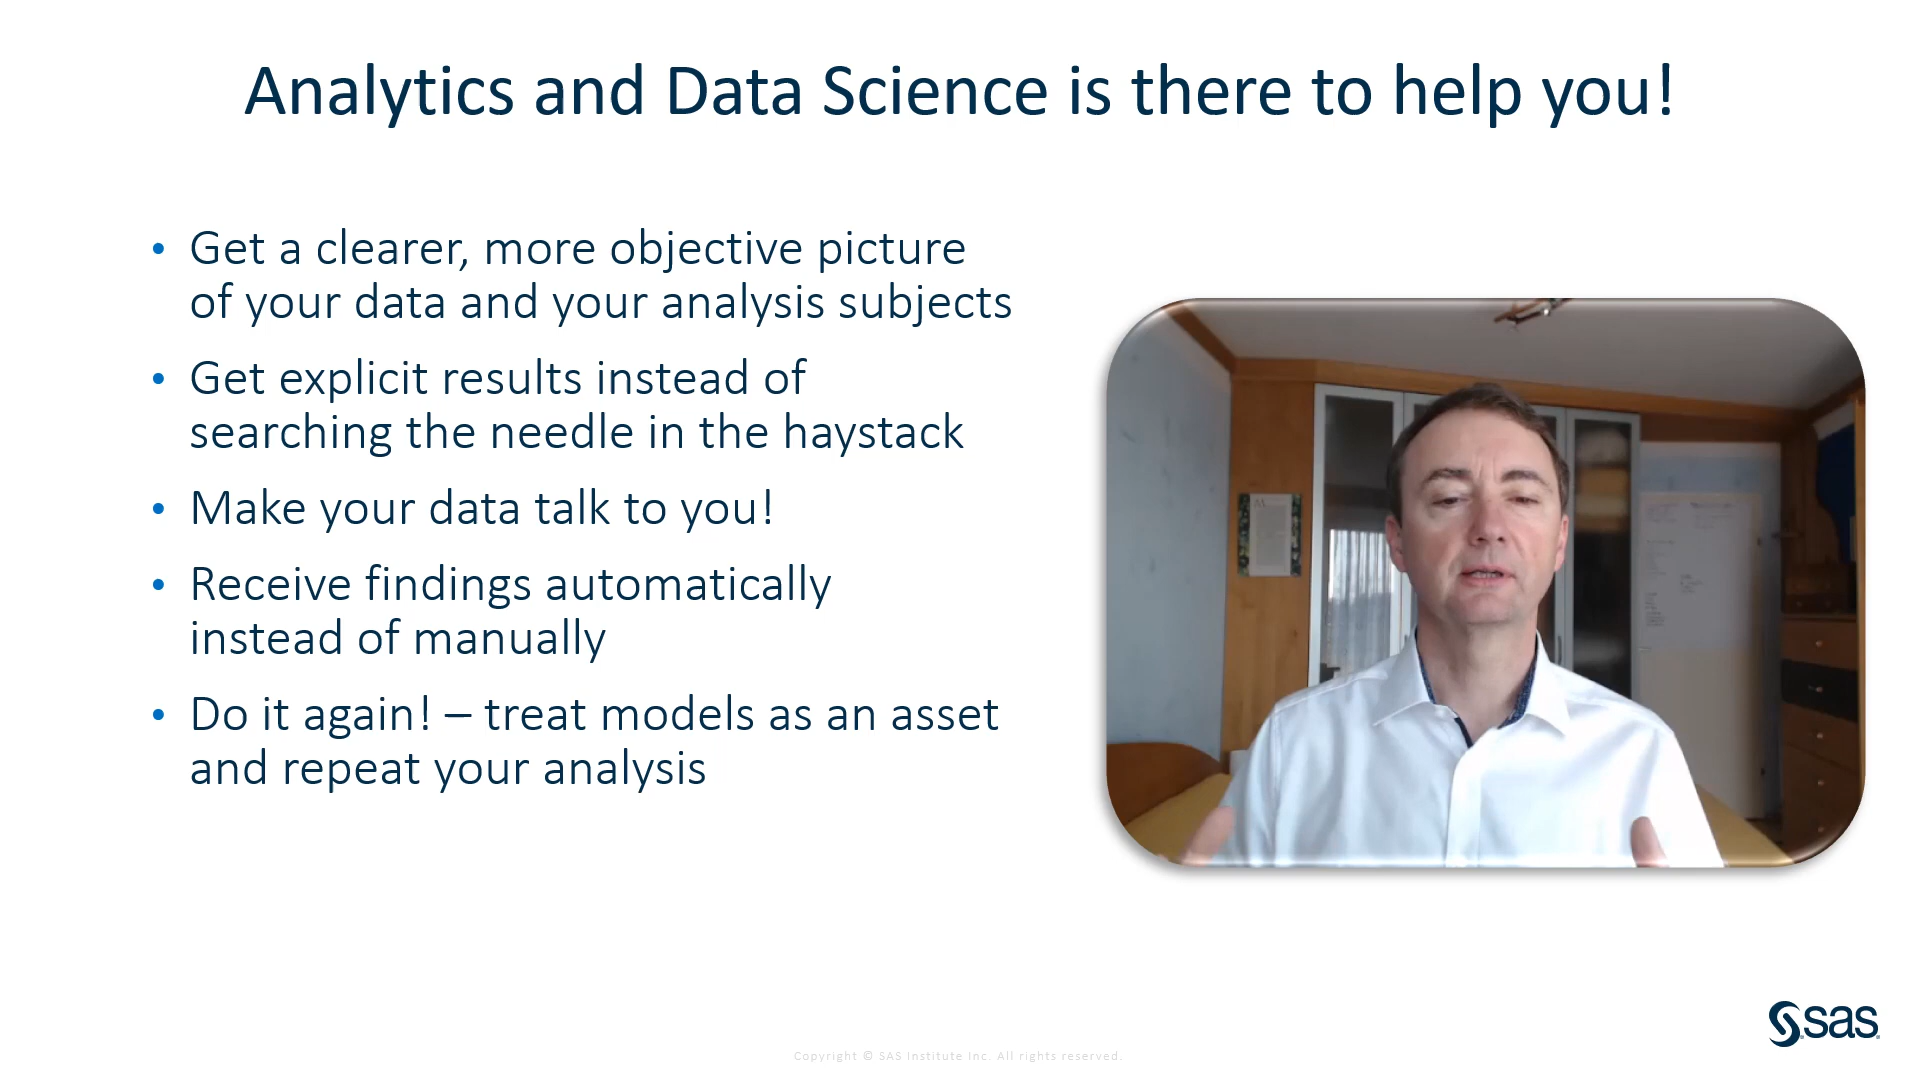 Analytics and Data Science is there to help you!
• Get a clearer, more objective picture
of your data and your analysis subjects
• Get explicit results instead of
searching the needle in the haystack
• Make your data talk to you!
• Receive findings automatically
instead of manually
• Do it again! – treat models as an asset
and repeat your analysis
sas
Copyright © SAS Institute Inc. All rights reserved.